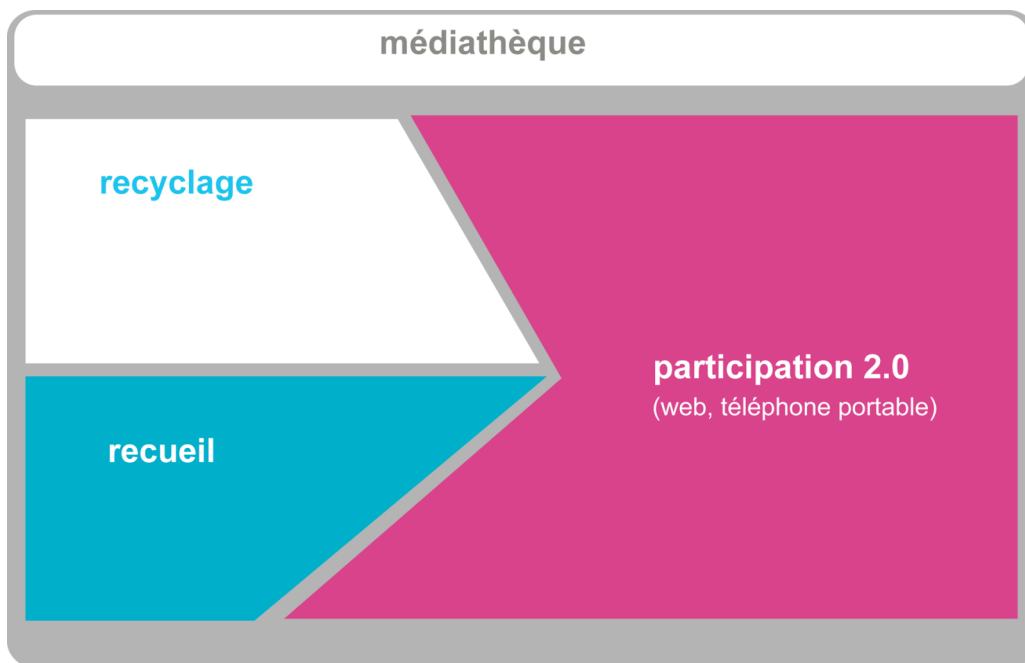 médiathèque
recyclage
participation 2.0
(web, téléphone portable)
recueil